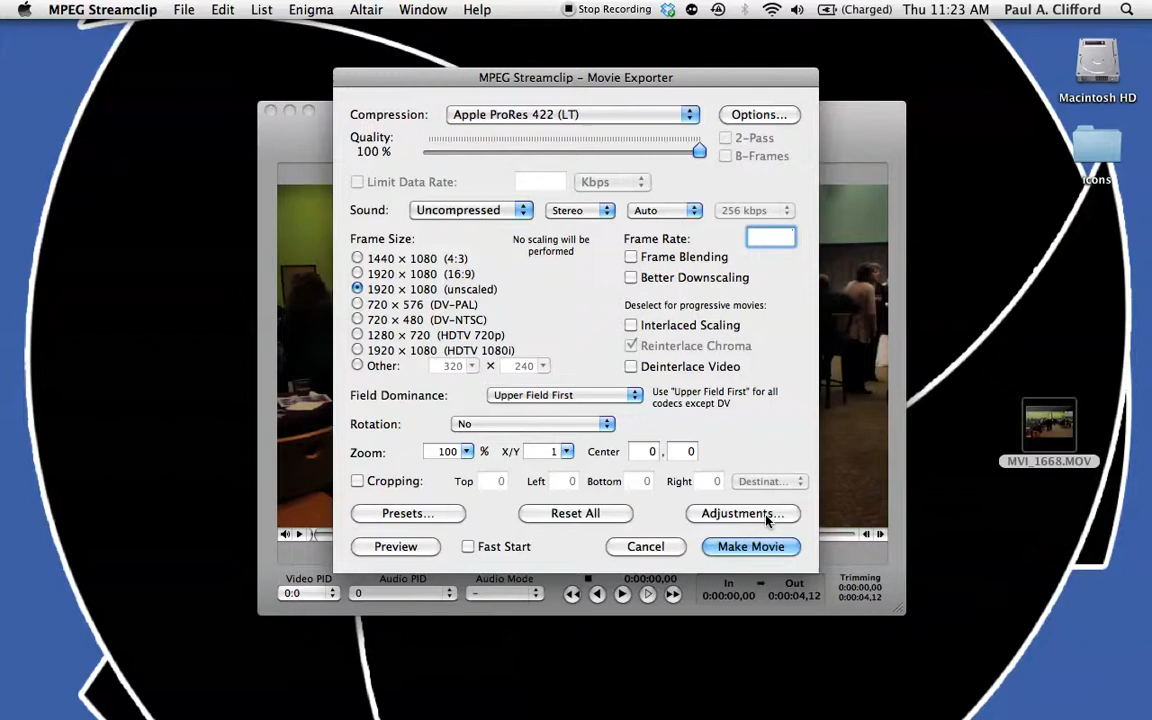 MPEG Streamclip File Edit List Enigma Altair Window Help Stop Recording (Charged) Thu 11:23 AM Paul A. Clifford
MPEG Streamclip – Movie Exporter
Compression: Apple ProRes 422 (LT) Options...
Quality: 2-Pass
100 % B-Frames
Limit Data Rate: Kbps
Sound: Uncompressed Stereo Auto 256 kbps
Frame Size: No scaling will be performed Frame Rate:
1440 × 1080 (4:3) Frame Blending
1920 × 1080 (16:9) Better Downscaling
1920 × 1080 (unscaled)
720 × 576 (DV-PAL) Deselect for progressive movies:
720 × 480 (DV-NTSC) Interlaced Scaling
1280 × 720 (HDTV 720p) Reinterlace Chroma
1920 × 1080 (HDTV 1080i)
Other: 320 × 240 Deinterlace Video
Field Dominance: Upper Field First Use "Upper Field First" for all codecs except DV
Rotation: No
Zoom: 100 % X/Y 1 Center 0 , 0
Cropping: Top 0 Left 0 Bottom 0 Right 0 Destinat...
Presets... Reset All Adjustments...
Preview Fast Start Cancel Make Movie
Video PID Audio PID Audio Mode 0:00:00,00 In Out Trimming
0:0 0 – 0:00:00,00 0:00:04,12 0:00:00,00
0:00:04,12
Macintosh HD
icons
MVI_1668.MOV